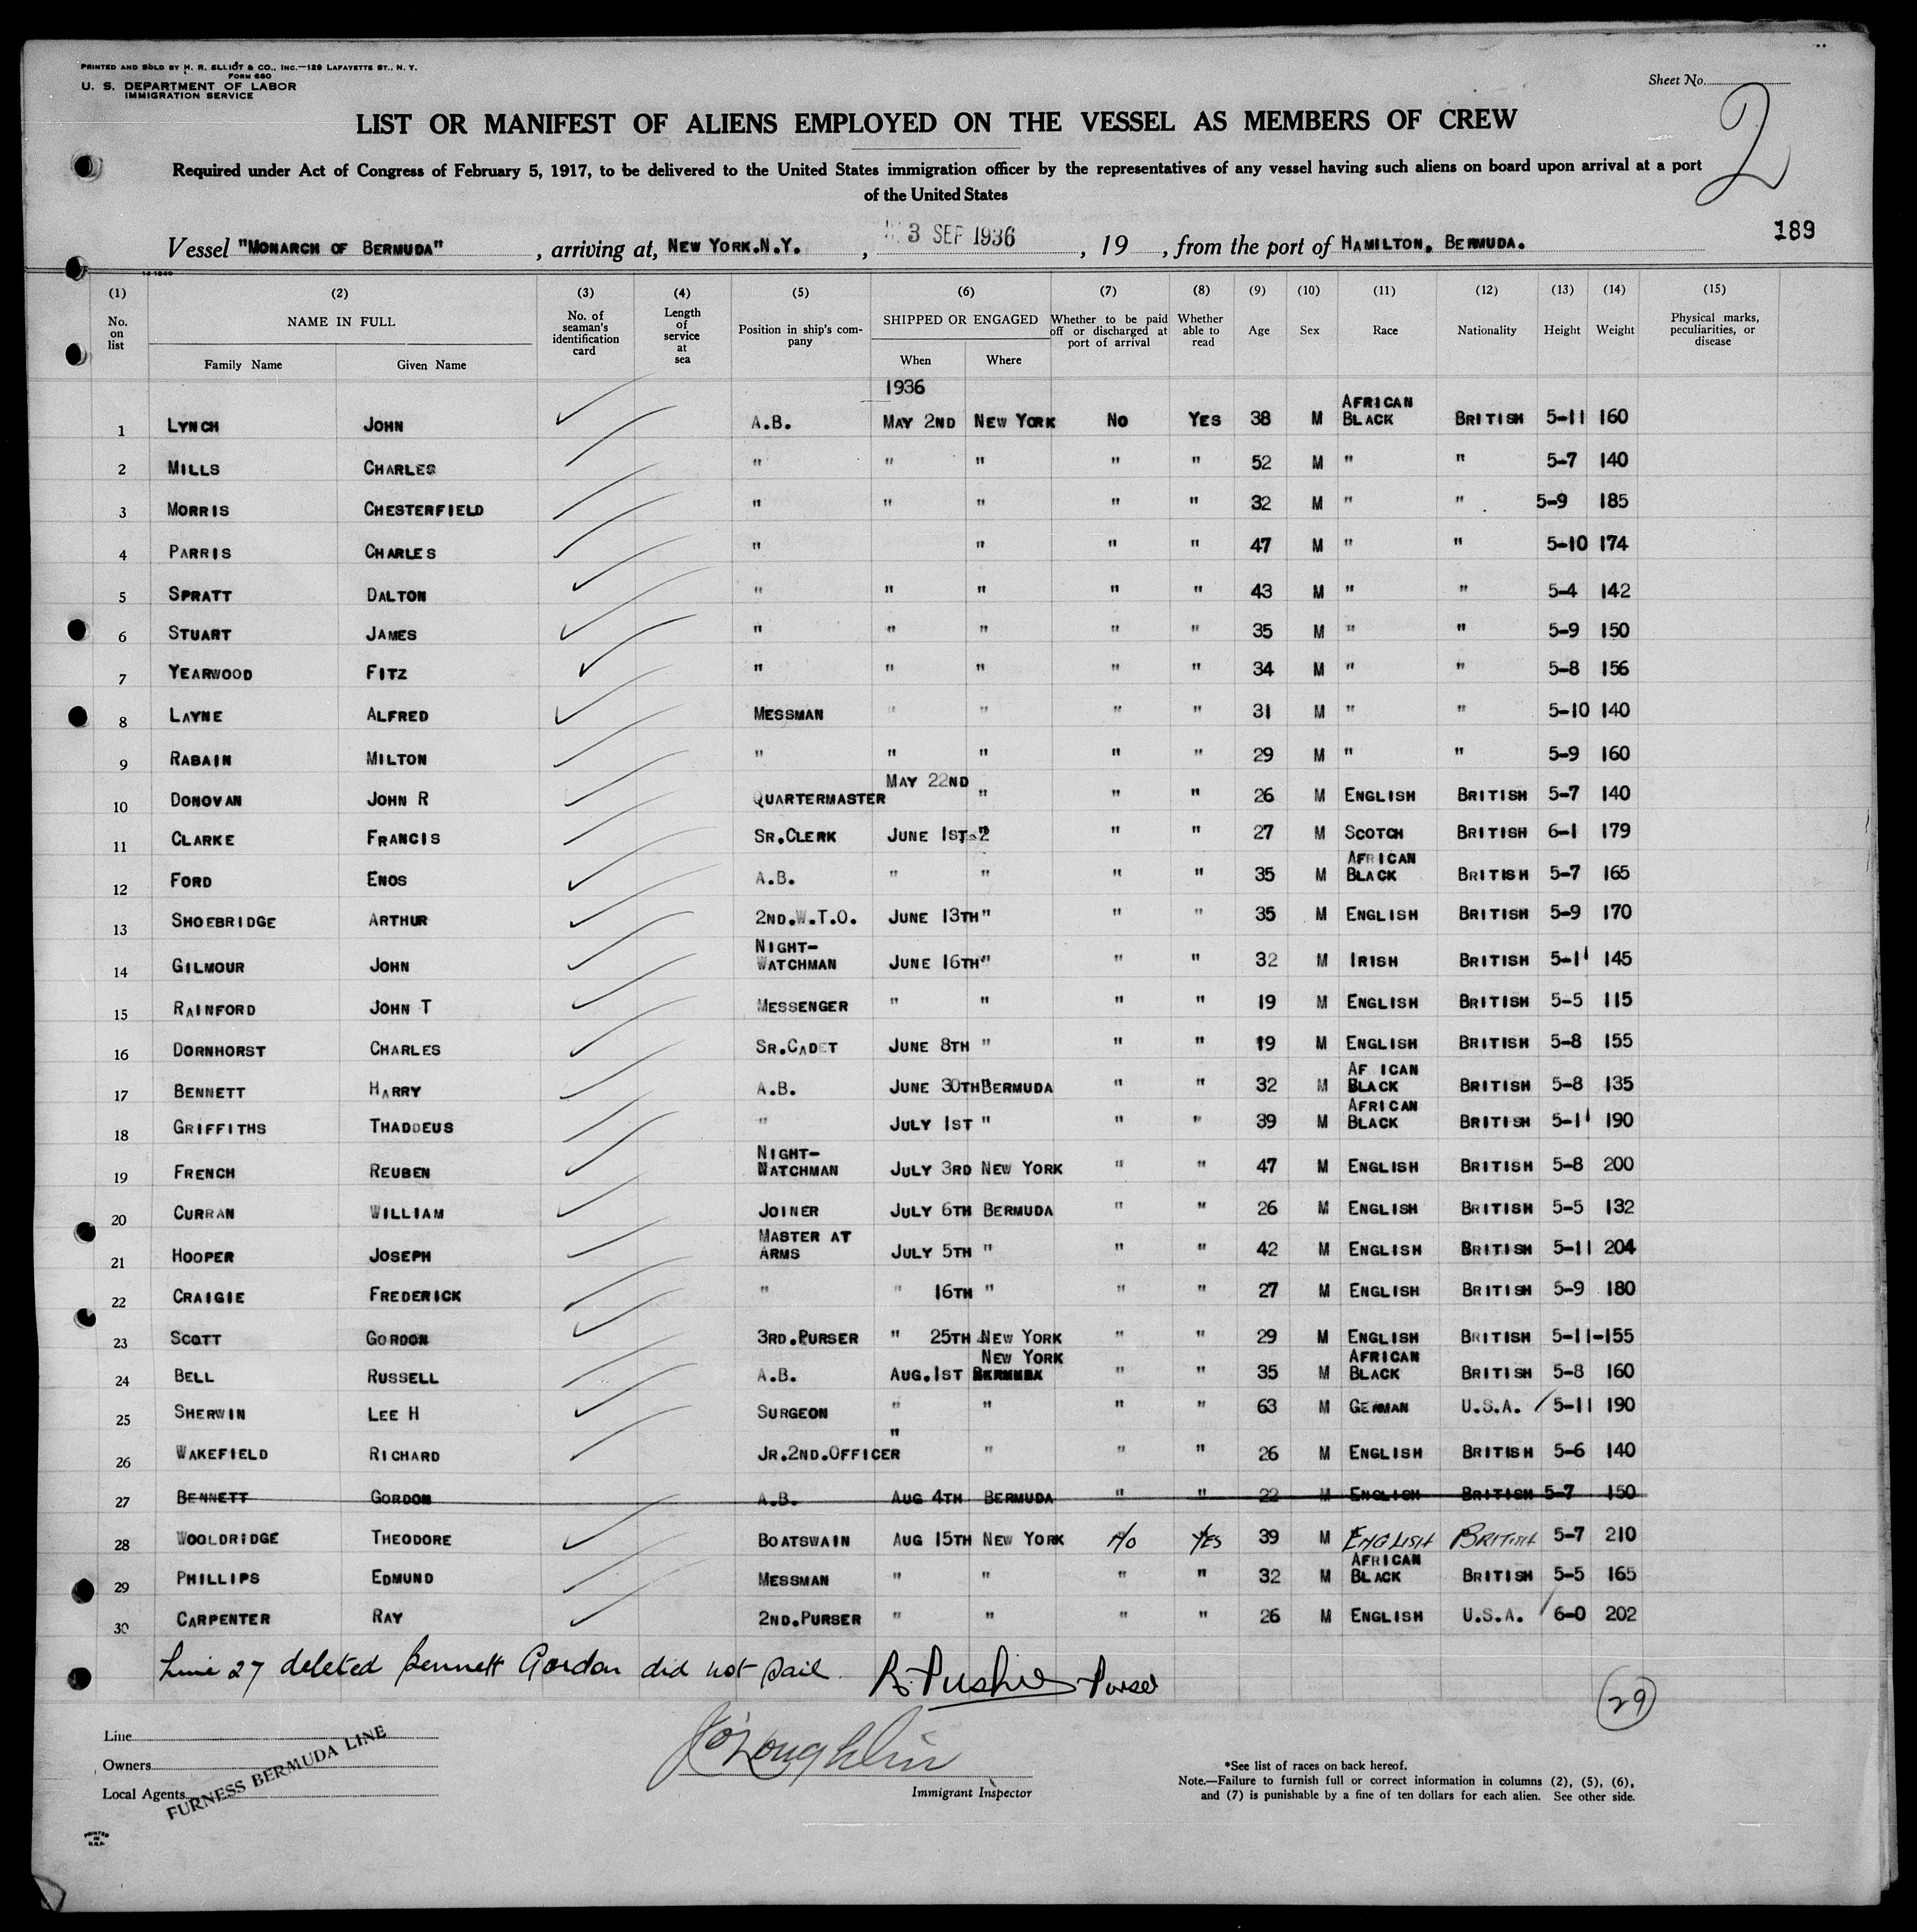 PRINTED AND SOLD BY H. R. ELLIOT & CO., INC.—129 LAFAYETTE ST., N. Y.
FORM 680
U. S. DEPARTMENT OF LABOR
IMMIGRATION SERVICE
Sheet No.
2
LIST OR MANIFEST OF ALIENS EMPLOYED ON THE VESSEL AS MEMBERS OF CREW
Required under Act of Congress of February 5, 1917, to be delivered to the United States immigration officer by the representatives of any vessel having such aliens on board upon arrival at a port
of the United States
Vessel "MONARCH OF BERMUDA", arriving at, NEW YORK.N.Y., 3 SEP 1936, 19 , from the port of HAMILTON, BERMUDA. 189
(1) (2) (3) (4) (5) (6) (7) (8) (9) (10) (11) (12) (13) (14) (15)
No. on list NAME IN FULL Family Name Given Name No. of seaman's identification card Length of service at sea Position in ship's company SHIPPED OR ENGAGED When Where Whether to be paid off or discharged at port of arrival Whether able to read Age Sex Race Nationality Height Weight Physical marks, peculiarities, or disease
1936
1 LYNCH JOHN A.B. MAY 2ND NEW YORK NO YES 38 M AFRICAN BLACK BRITISH 5-11 160
2 MILLS CHARLES " " " " " 52 M " " 5-7 140
3 MORRIS CHESTERFIELD " " " " " 32 M " " 5-9 185
4 PARRIS CHARLES " " " " 47 M " " 5-10 174
5 SPRATT DALTON " " " " " 43 M " " 5-4 142
6 STUART JAMES " " " " " 35 M " " 5-9 150
7 YEARWOOD FITZ " " " " " 34 M " " 5-8 156
8 LAYNE ALFRED MESSMAN " " " " 31 M " " 5-10 140
9 RABAIN MILTON " " " " " 29 M " " 5-9 160
10 DONOVAN JOHN R QUARTERMASTER MAY 22ND " " " 26 M ENGLISH BRITISH 5-7 140
11 CLARKE FRANCIS SR.CLERK JUNE 1ST " " " 27 M SCOTCH BRITISH 6-1 179
12 FORD ENOS A.B. " " " " 35 M AFRICAN BLACK BRITISH 5-7 165
13 SHOEBRIDGE ARTHUR 2ND.W.T.O. JUNE 13TH " " " 35 M ENGLISH BRITISH 5-9 170
14 GILMOUR JOHN NIGHT-WATCHMAN JUNE 16TH " " " 32 M IRISH BRITISH 5-1' 145
15 RAINFORD JOHN T MESSENGER " " " " 19 M ENGLISH BRITISH 5-5 115
16 DORNHORST CHARLES SR.CADET JUNE 8TH " " " 19 M ENGLISH BRITISH 5-8 155
17 BENNETT HARRY A.B. JUNE 30TH BERMUDA " " 32 M AF ICAN BLACK BRITISH 5-8 135
18 GRIFFITHS THADDEUS " JULY 1ST " " " 39 M AFRICAN BLACK BRITISH 5-1' 190
19 FRENCH REUBEN NIGHT-WATCHMAN JULY 3RD NEW YORK " " 47 M ENGLISH BRITISH 5-8 200
20 CURRAN WILLIAM JOINER JULY 6TH BERMUDA " " 26 M ENGLISH BRITISH 5-5 132
21 HOOPER JOSEPH MASTER AT ARMS JULY 5TH " " " 42 M ENGLISH BRITISH 5-11 204
22 CRAIGIE FREDERICK " " 16TH " " " 27 M ENGLISH BRITISH 5-9 180
23 SCOTT GORDON 3RD.PURSER " 25TH NEW YORK " " 29 M ENGLISH BRITISH 5-11-155
24 BELL RUSSELL A.B. AUG.1ST NEW YORK BERMUDA " " 35 M AFRICAN BLACK BRITISH 5-8 160
25 SHERWIN LEE H SURGEON " " " " 63 M GERMAN U.S.A. 5-11 190
26 WAKEFIELD RICHARD JR.2ND.OFFICER " " " " 26 M ENGLISH BRITISH 5-6 140
27 BENNETT GORDON A.B. AUG 4TH BERMUDA " " 22 M ENGLISH BRITISH 5-7 150
28 WOOLDRIDGE THEODORE BOATSWAIN AUG 15TH NEW YORK No YES 39 M ENGLISH BRITISH 5-7 210
29 PHILLIPS EDMUND MESSMAN " " " " 32 M AFRICAN BLACK BRITISH 5-5 165
30 CARPENTER RAY 2ND.PURSER " " " " 26 M ENGLISH U.S.A. 6-0 202
Line 27 deleted Bennett Gordon did not sail. Purser
29
Line
Owners
Local Agents
FURNESS BERMUDA LINE
J O'Loughlin
Immigrant Inspector
*See list of races on back hereof.
Note.—Failure to furnish full or correct information in columns (2), (5), (6),
and (7) is punishable by a fine of ten dollars for each alien. See other side.
PRINTED IN U.S.A.